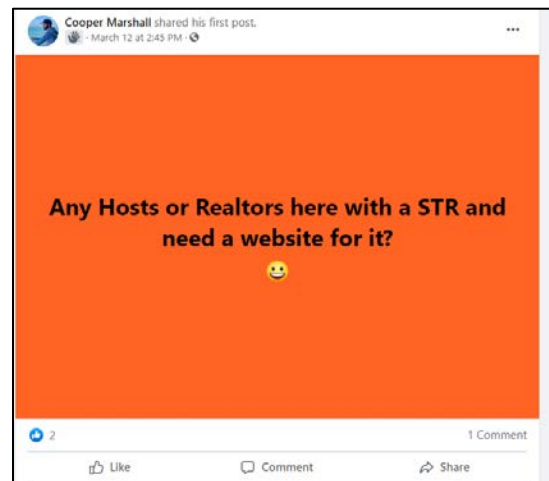 Cooper Marshall shared his first post.
· March 12 at 2:45 PM ·
Any Hosts or Realtors here with a STR and
need a website for it?
2
1 Comment
Like
Comment
Share